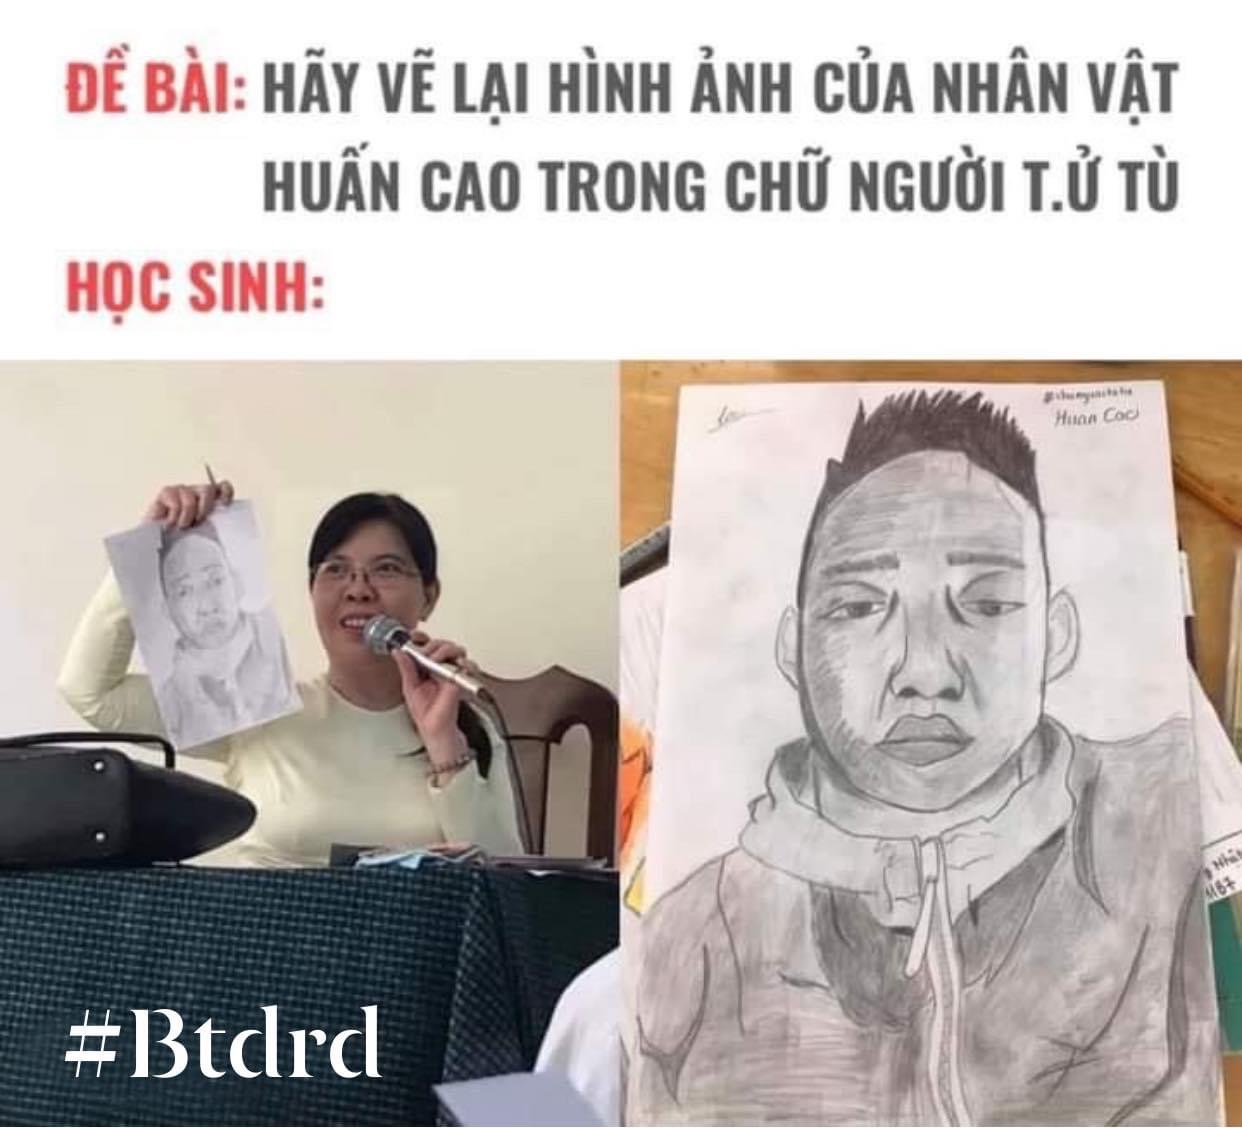 ĐỀ BÀI: HÃY VẼ LẠI HÌNH ẢNH CỦA NHÂN VẬT
HUẤN CAO TRONG CHỮ NGƯỜI T.Ử TÙ
HỌC SINH:
Huan Cao
#Btdrd